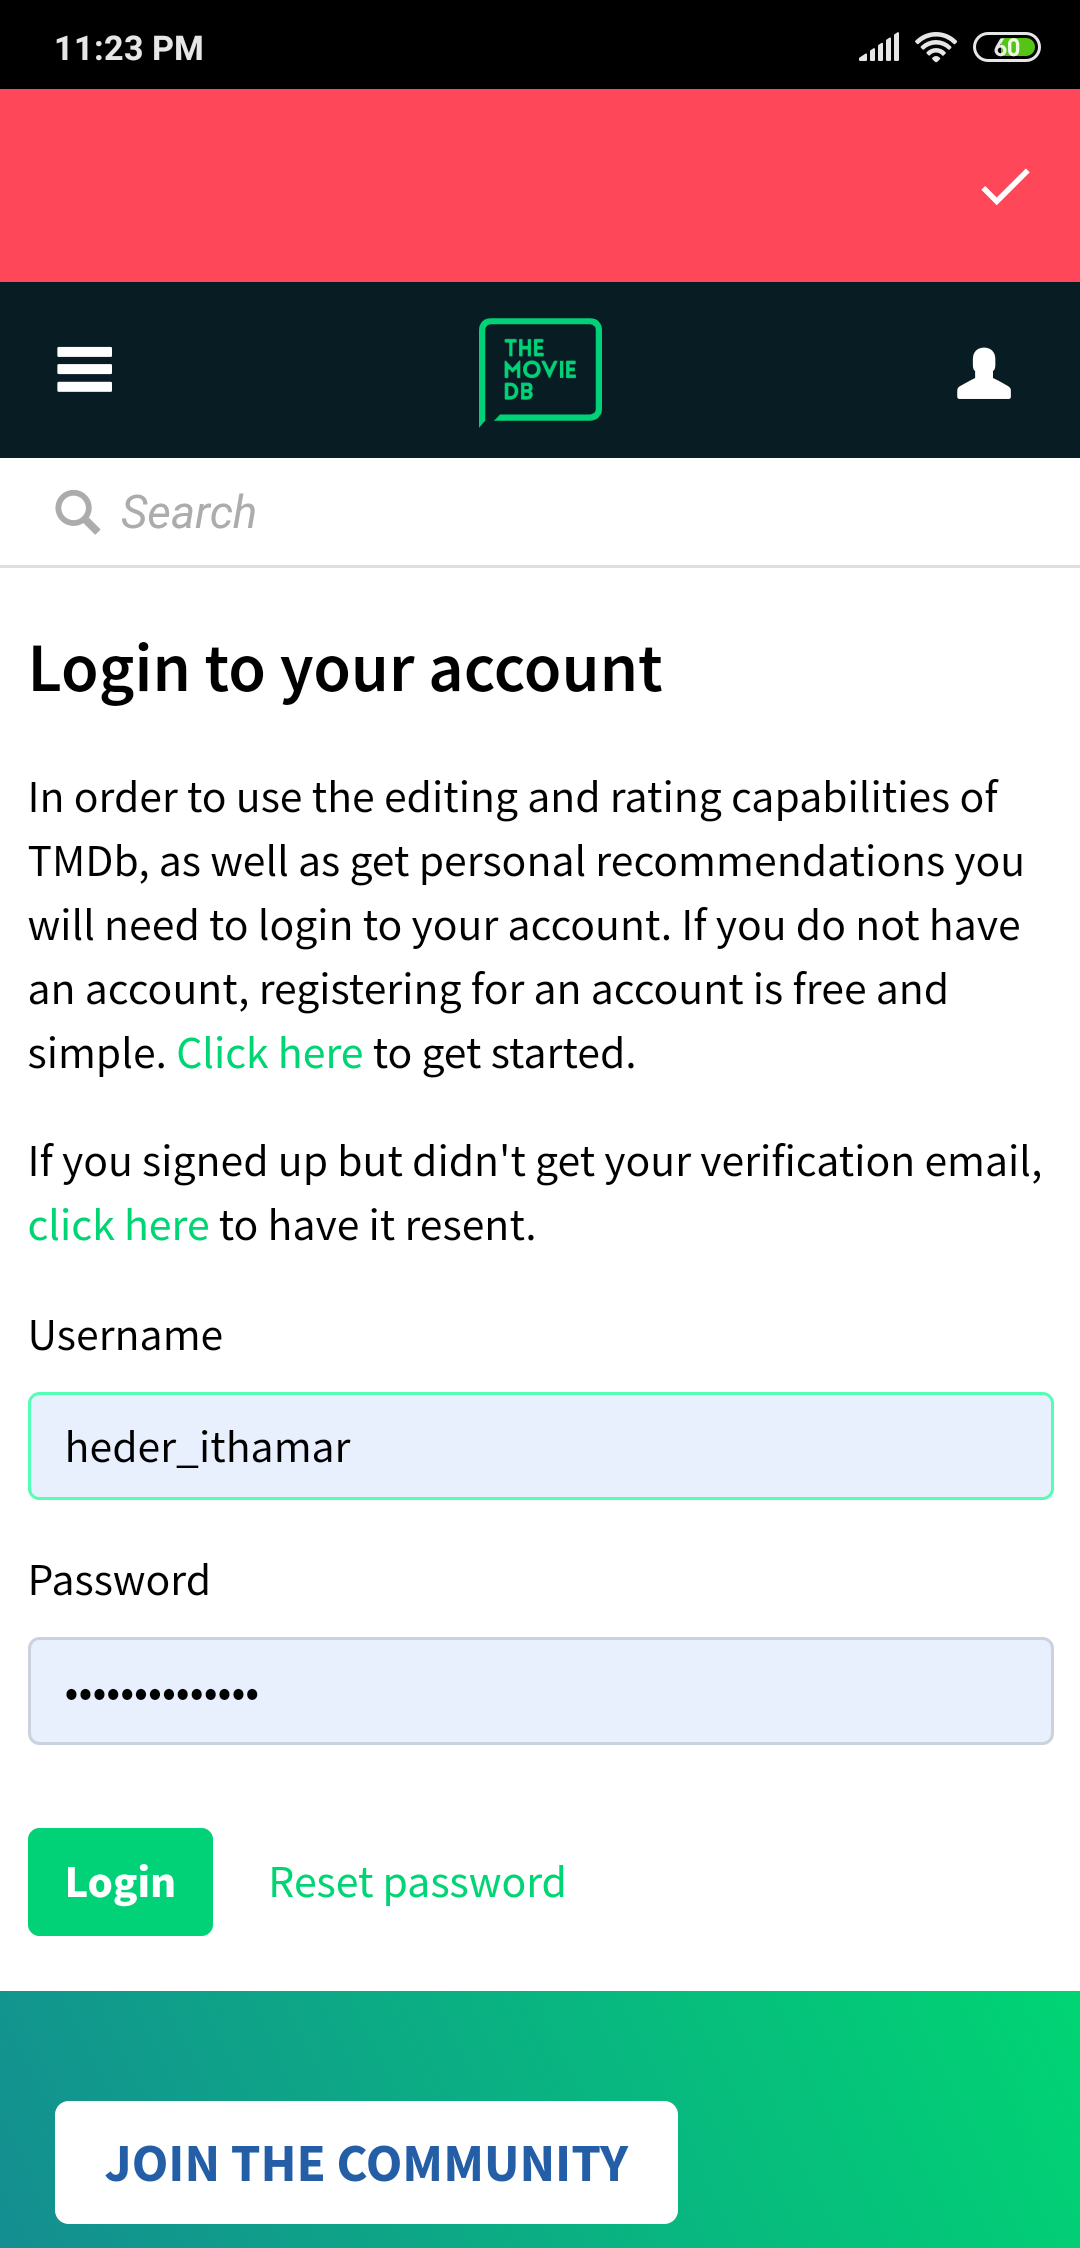 11:23 PM
60
THE
MOVIE
DB
Search
Login to your account
In order to use the editing and rating capabilities of
TMDb, as well as get personal recommendations you
will need to login to your account. If you do not have
an account, registering for an account is free and
simple. Click here to get started.
If you signed up but didn't get your verification email,
click here to have it resent.
Username
heder_ithamar
Password
••••••••••••••
Login
Reset password
JOIN THE COMMUNITY